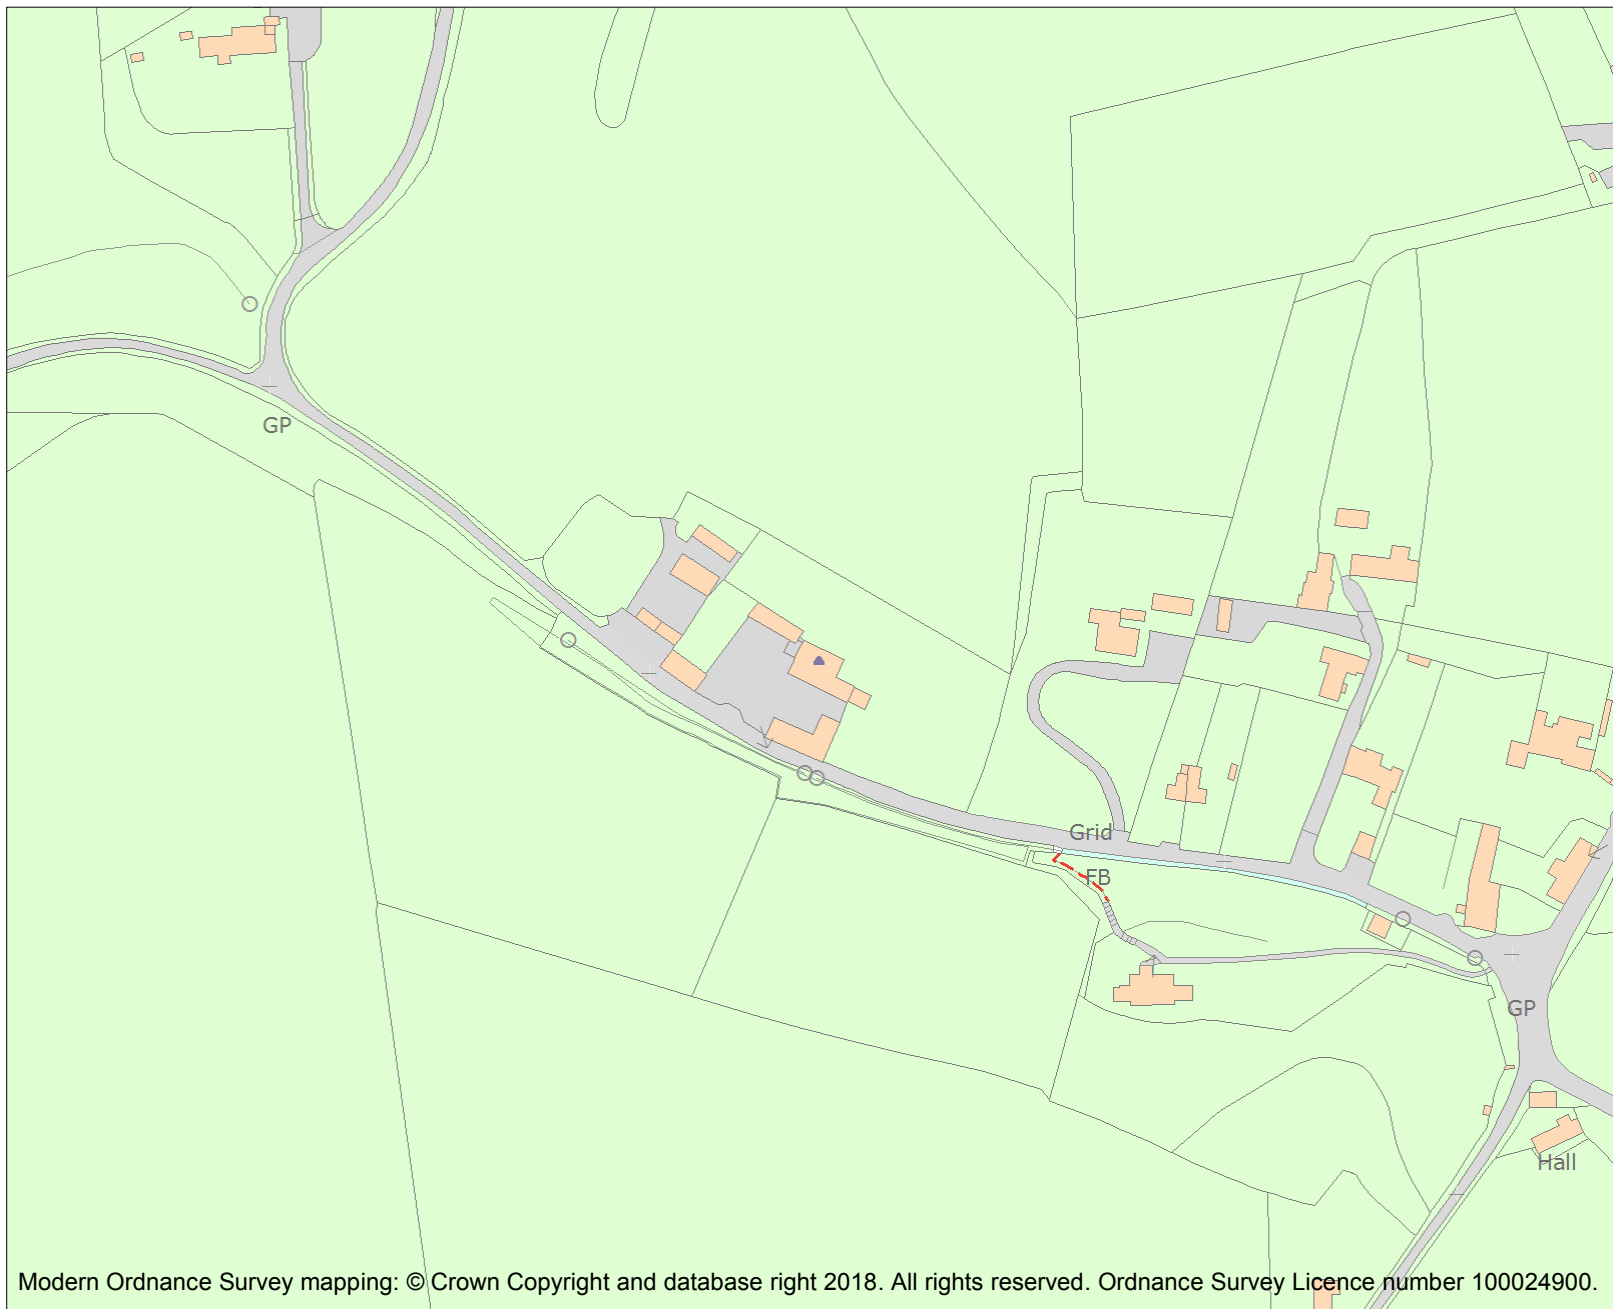 GP
Grid
FB
GP
Hall
Modern Ordnance Survey mapping: © Crown Copyright and database right 2018. All rights reserved. Ordnance Survey Licence number 100024900.